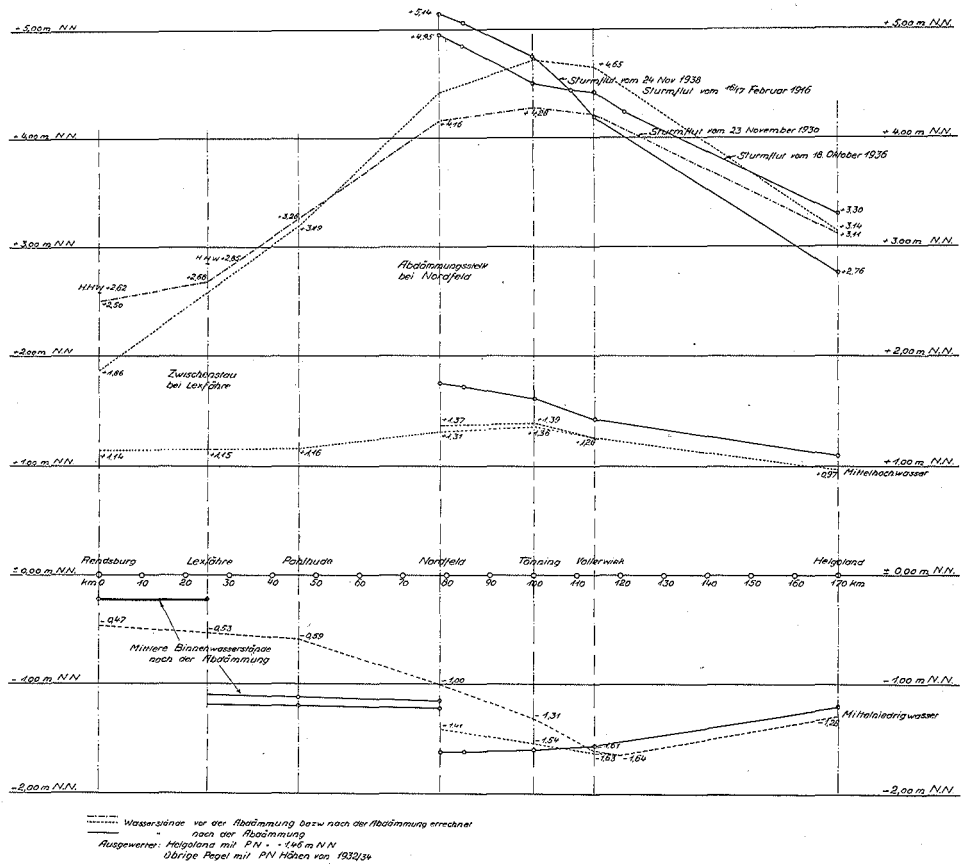 +5,00 m NN
+5,14
+5,00 m N.N.
+4,95
+4,65
Sturmflut vom 24 Nov 1938
Sturmflut vom 16/17 Februar 1916
+4,00 m N.N.
+4,16
+4,28
Sturmflut vom 23 November 1930
+4,00 m N.N.
Sturmflut vom 18. Oktober 1936
+3,26
+3,19
+3,30
+3,14
+3,11
+3,00 m N.N.
+3,00 m N.N.
H H W +2,85
+2,68
Abdämmungsstelle
bei Nordfeld
+2,76
H.H.W +2,62
+2,50
+2,00 m N.N.
+2,00 m N.N.
+1,86
Zwischenstau
bei Lexfähre
+1,37
+1,31
+1,39
+1,36
+1,26
+1,14
+1,15
+1,16
+1,00 m N.N.
+1,00 m N.N.
+0,97
Mittelhochwasser
Rendsburg
Lexfähre
Pahlhude
Nordfeld
Tönning
Vollerwiek
Helgoland
±0,00 m N.N.
km 0 10 20 30 40 50 60 70 80 90 100 110 120 130 140 150 160 170 km
± 0,00 m N.N.
-0,47
-0,53
-0,59
Mittlere Binnenwasserstände
nach der Abdämmung
-1,00 m N.N.
-1,00
-1,00 m N.N.
-1,31
-1,41
-1,54
-1,61
-1,63
-1,64
-1,28
Mittelniedrigwasser
-2,00 m N.N.
-2,00 m N.N.
Wasserstände vor der Abdämmung bezw nach der Abdämmung errechnet
" nach der Abdämmung
Ausgewertet: Helgoland mit PN = -1,46 m NN
Übrige Pegel mit PN Höhen von 1932/34